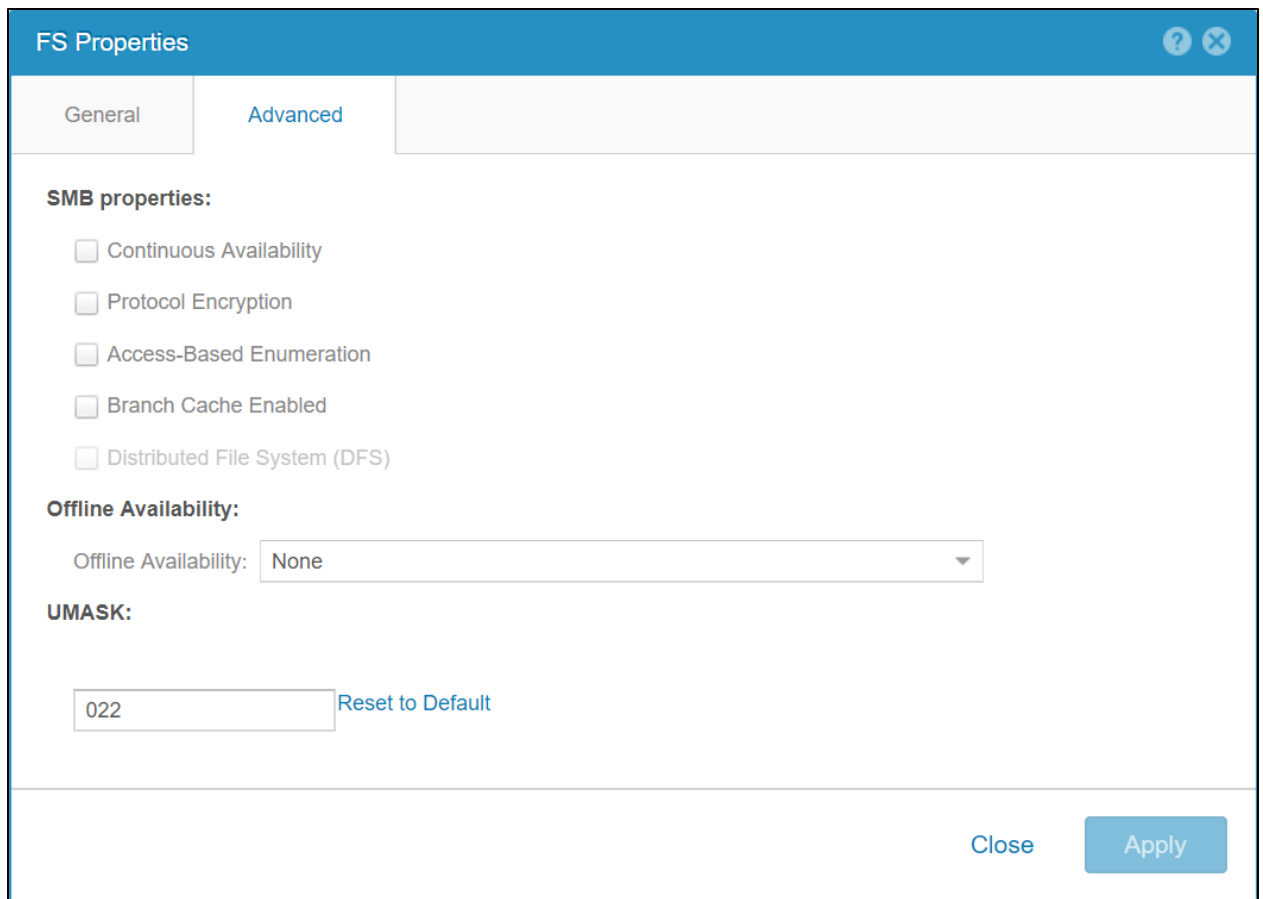 FS Properties
General Advanced
SMB properties:
Continuous Availability
Protocol Encryption
Access-Based Enumeration
Branch Cache Enabled
Distributed File System (DFS)
Offline Availability:
Offline Availability: None
UMASK:
022 Reset to Default
Close Apply